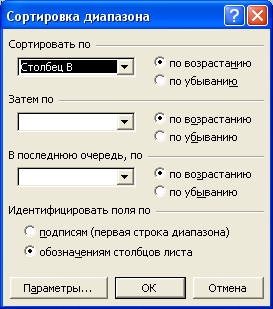 Сортировка диапазона
Сортировать по
Столбец B
по возрастанию
по убыванию
Затем по
по возрастанию
по убыванию
В последнюю очередь, по
по возрастанию
по убыванию
Идентифицировать поля по
подписям (первая строка диапазона)
обозначениям столбцов листа
Параметры... ОК Отмена